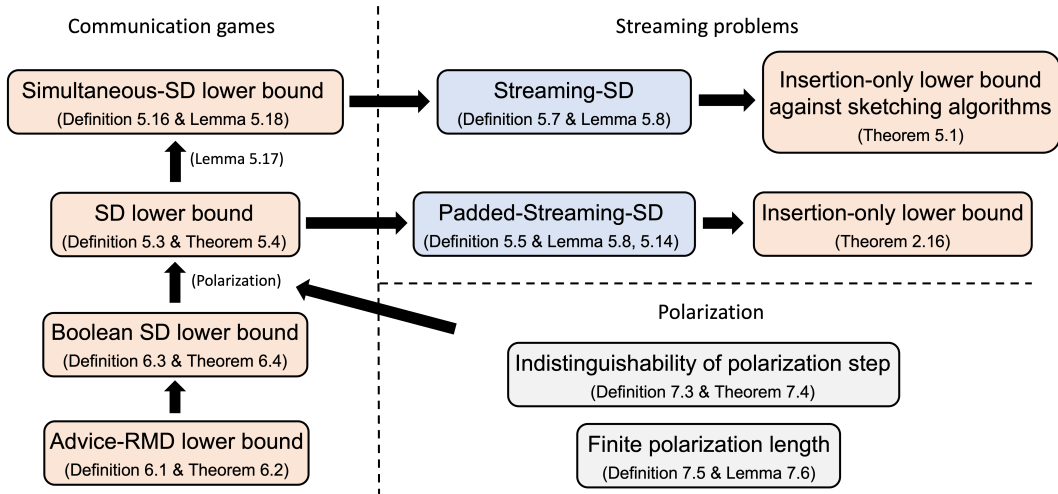 Communication games
Streaming problems
Simultaneous-SD lower bound
(Definition 5.16 & Lemma 5.18)
Streaming-SD
(Definition 5.7 & Lemma 5.8)
Insertion-only lower bound
against sketching algorithms
(Theorem 5.1)
(Lemma 5.17)
SD lower bound
(Definition 5.3 & Theorem 5.4)
Padded-Streaming-SD
(Definition 5.5 & Lemma 5.8, 5.14)
Insertion-only lower bound
(Theorem 2.16)
(Polarization)
Boolean SD lower bound
(Definition 6.3 & Theorem 6.4)
Advice-RMD lower bound
(Definition 6.1 & Theorem 6.2)
Polarization
Indistinguishability of polarization step
(Definition 7.3 & Theorem 7.4)
Finite polarization length
(Definition 7.5 & Lemma 7.6)